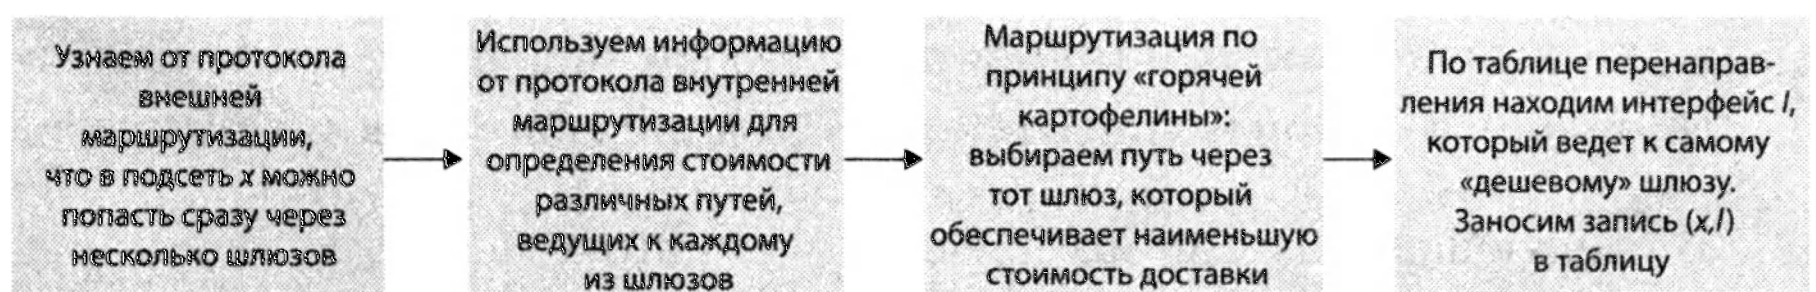 Узнаем от протокола
внешней
маршрутизации,
что в подсеть x можно
попасть сразу через
несколько шлюзов
Используем информацию
от протокола внутренней
маршрутизации для
определения стоимости
различных путей,
ведущих к каждому
из шлюзов
Маршрутизация по
принципу «горячей
картофелины»:
выбираем путь через
тот шлюз, который
обеспечивает наименьшую
стоимость доставки
По таблице перенаправ-
ления находим интерфейс I,
который ведет к самому
«дешевому» шлюзу.
Заносим запись (x,I)
в таблицу